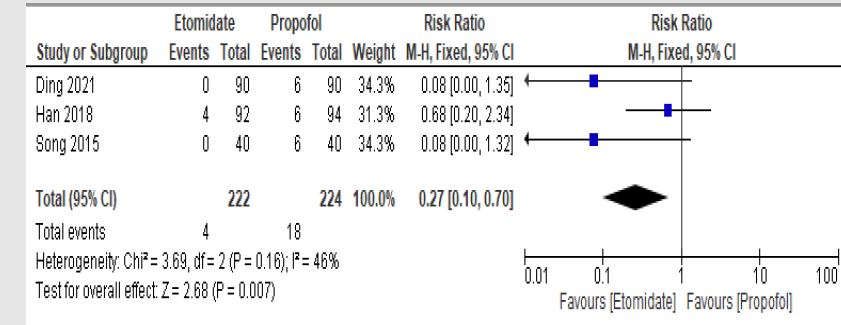 Etomidate Propofol Risk Ratio Risk Ratio
Study or Subgroup Events Total Events Total Weight M-H, Fixed, 95% CI M-H, Fixed, 95% CI
Ding 2021 0 90 6 90 34.3% 0.08 [0.00, 1.35]
Han 2018 4 92 6 94 31.3% 0.68 [0.20, 2.34]
Song 2015 0 40 6 40 34.3% 0.08 [0.00, 1.32]
Total (95% CI) 222 224 100.0% 0.27 [0.10, 0.70]
Total events 4 18
Heterogeneity: Chi² = 3.69, df = 2 (P = 0.16); I² = 46%
Test for overall effect: Z = 2.68 (P = 0.007)
0.01 0.1 1 10 100
Favours [Etomidate] Favours [Propofol]